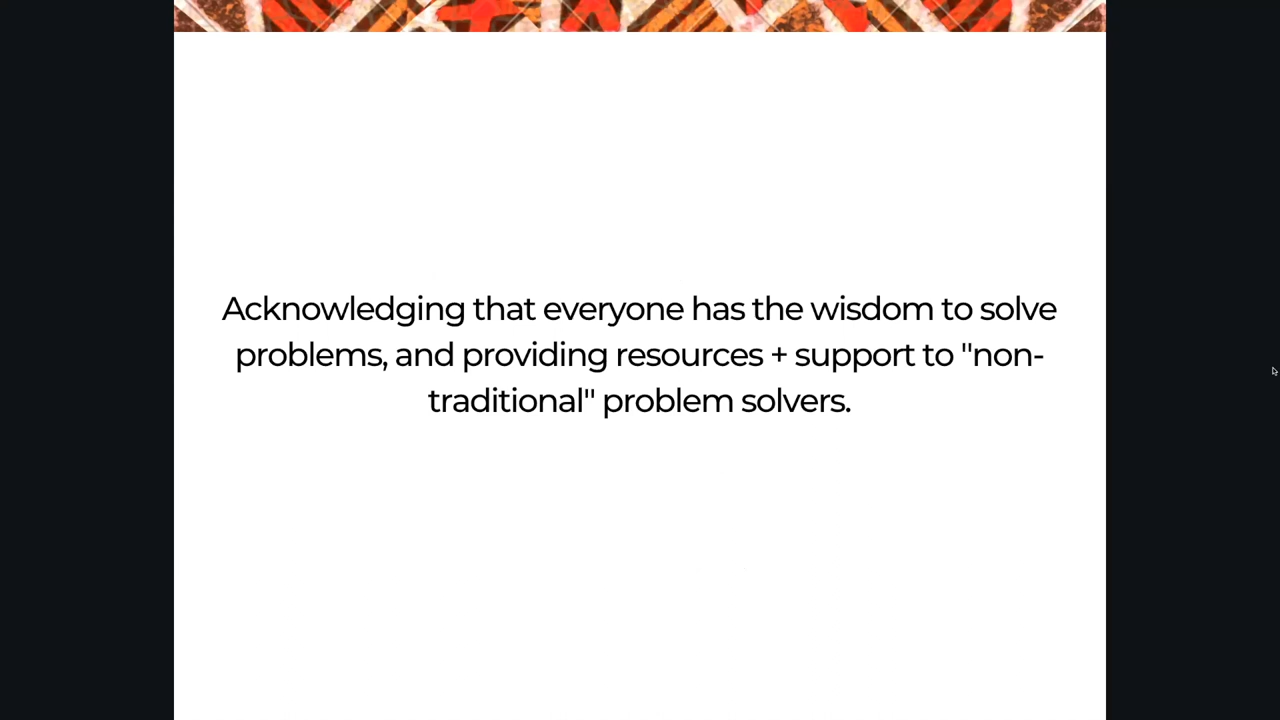 Acknowledging that everyone has the wisdom to solve
problems, and providing resources + support to "non-
traditional" problem solvers.